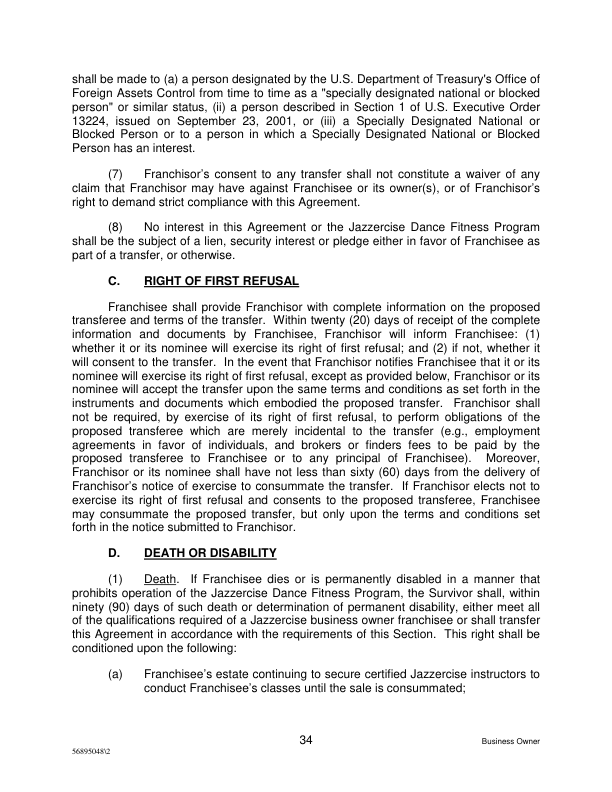 shall be made to (a) a person designated by the U.S. Department of Treasury's Office of
Foreign Assets Control from time to time as a "specially designated national or blocked
person" or similar status, (ii) a person described in Section 1 of U.S. Executive Order
13224, issued on September 23, 2001, or (iii) a Specially Designated National or
Blocked Person or to a person in which a Specially Designated National or Blocked
Person has an interest.
(7) Franchisor's consent to any transfer shall not constitute a waiver of any
claim that Franchisor may have against Franchisee or its owner(s), or of Franchisor's
right to demand strict compliance with this Agreement.
(8) No interest in this Agreement or the Jazzercise Dance Fitness Program
shall be the subject of a lien, security interest or pledge either in favor of Franchisee as
part of a transfer, or otherwise.
C. RIGHT OF FIRST REFUSAL
Franchisee shall provide Franchisor with complete information on the proposed
transferee and terms of the transfer. Within twenty (20) days of receipt of the complete
information and documents by Franchisee, Franchisor will inform Franchisee: (1)
whether it or its nominee will exercise its right of first refusal; and (2) if not, whether it
will consent to the transfer. In the event that Franchisor notifies Franchisee that it or its
nominee will exercise its right of first refusal, except as provided below, Franchisor or its
nominee will accept the transfer upon the same terms and conditions as set forth in the
instruments and documents which embodied the proposed transfer. Franchisor shall
not be required, by exercise of its right of first refusal, to perform obligations of the
proposed transferee which are merely incidental to the transfer (e.g., employment
agreements in favor of individuals, and brokers or finders fees to be paid by the
proposed transferee to Franchisee or to any principal of Franchisee). Moreover,
Franchisor or its nominee shall have not less than sixty (60) days from the delivery of
Franchisor's notice of exercise to consummate the transfer. If Franchisor elects not to
exercise its right of first refusal and consents to the proposed transferee, Franchisee
may consummate the proposed transfer, but only upon the terms and conditions set
forth in the notice submitted to Franchisor.
D. DEATH OR DISABILITY
(1) Death. If Franchisee dies or is permanently disabled in a manner that
prohibits operation of the Jazzercise Dance Fitness Program, the Survivor shall, within
ninety (90) days of such death or determination of permanent disability, either meet all
of the qualifications required of a Jazzercise business owner franchisee or shall transfer
this Agreement in accordance with the requirements of this Section. This right shall be
conditioned upon the following:
(a) Franchisee's estate continuing to secure certified Jazzercise instructors to
conduct Franchisee's classes until the sale is consummated;
34
Business Owner
56895048\2